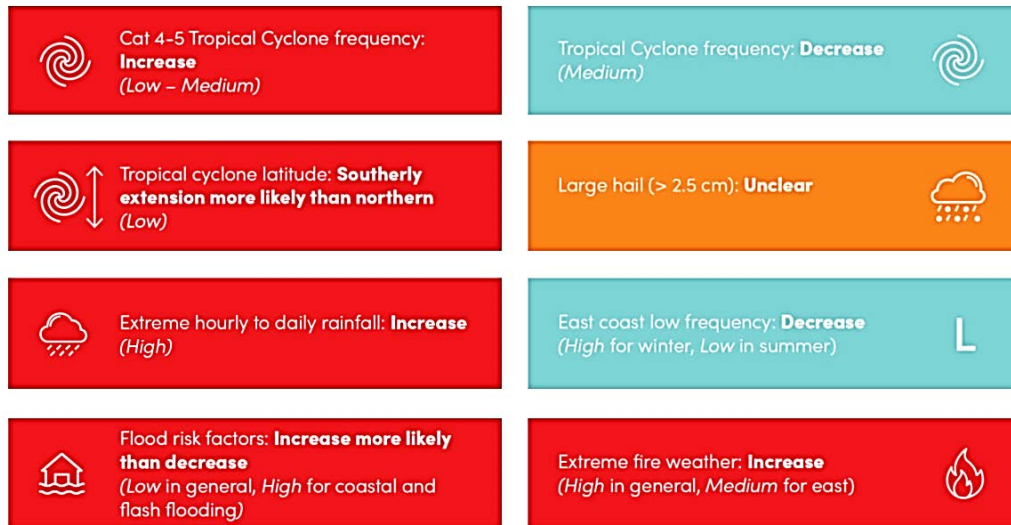 Cat 4-5 Tropical Cyclone frequency:
Increase
(Low – Medium)
Tropical Cyclone frequency: Decrease
(Medium)
Tropical cyclone latitude: Southerly
extension more likely than northern
(Low)
Large hail (> 2.5 cm): Unclear
Extreme hourly to daily rainfall: Increase
(High)
East coast low frequency: Decrease
(High for winter, Low in summer)
L
Flood risk factors: Increase more likely
than decrease
(Low in general, High for coastal and
flash flooding)
Extreme fire weather: Increase
(High in general, Medium for east)